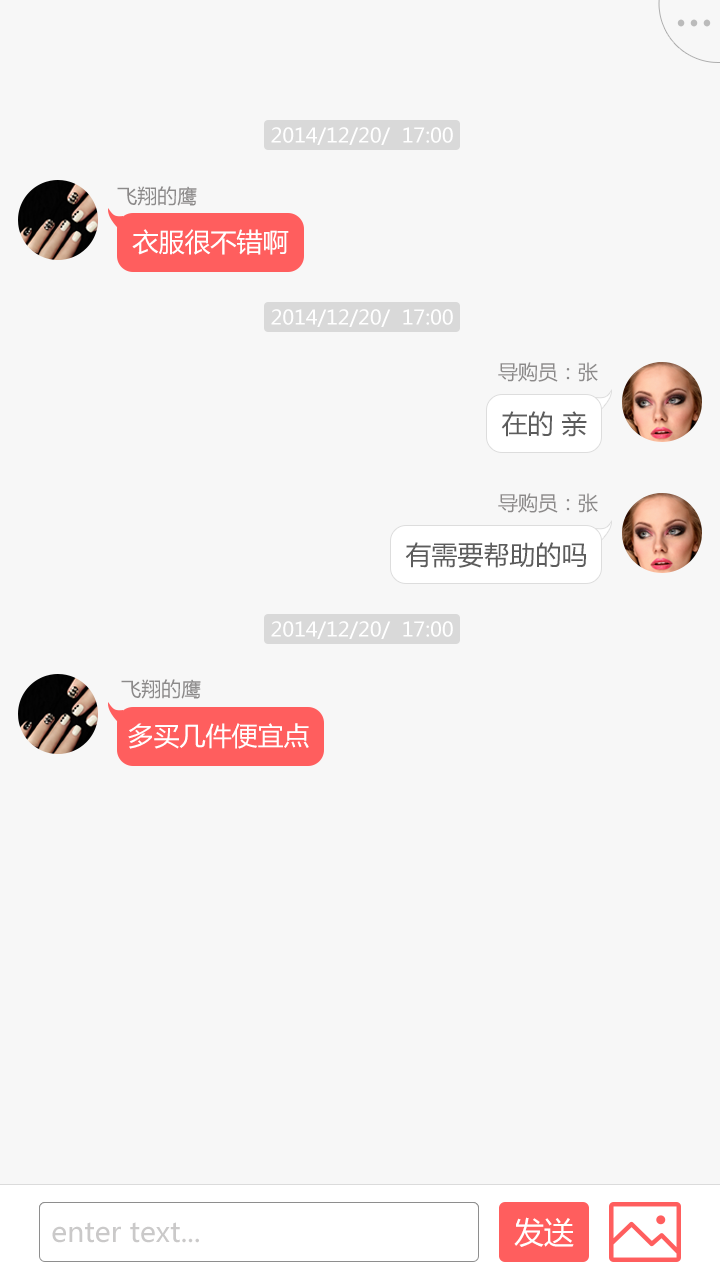 2014/12/20/ 17:00
飞翔的鹰
衣服很不错啊
2014/12/20/ 17:00
导购员：张
在的 亲
导购员：张
有需要帮助的吗
2014/12/20/ 17:00
飞翔的鹰
多买几件便宜点
enter text...
发送